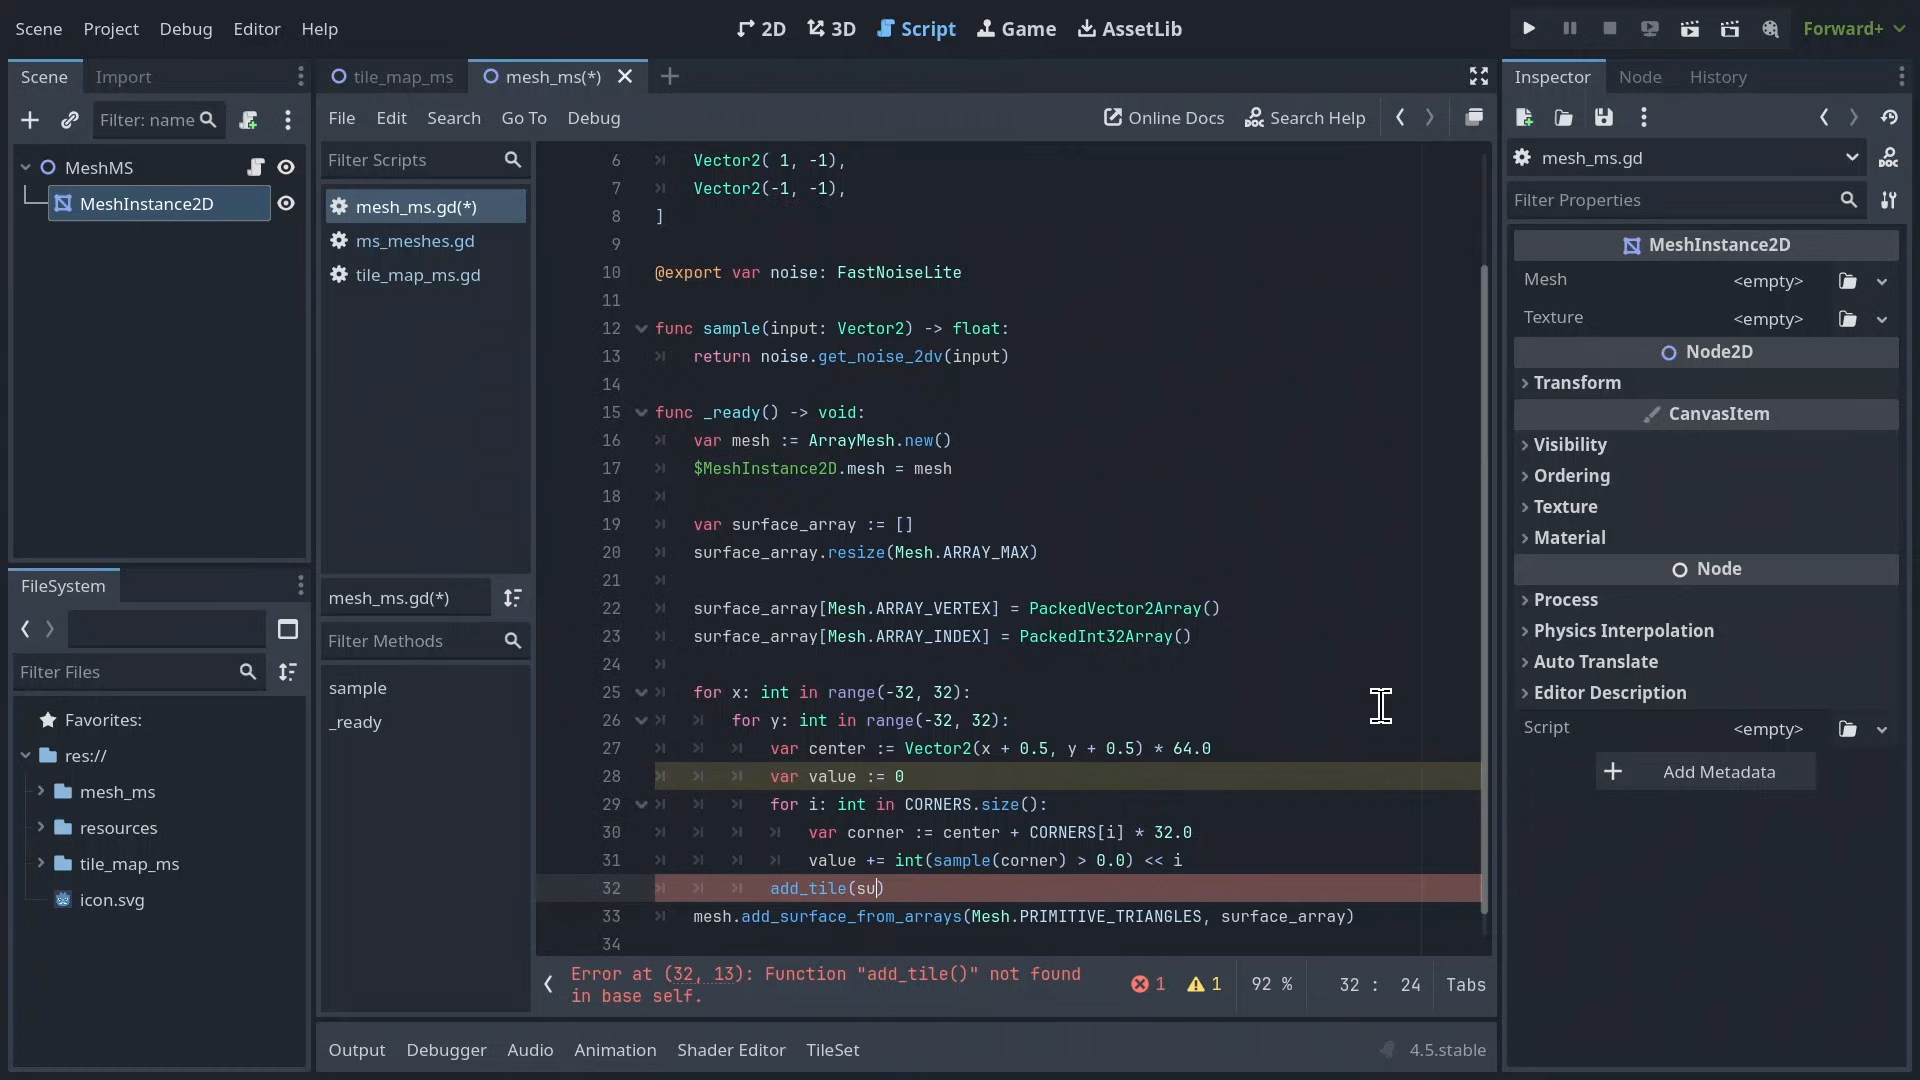 Scene Project Debug Editor Help 2D 3D Script Game AssetLib Forward+
Scene Import
tile_map_ms mesh_ms(*)
Inspector Node History
Filter: name
File Edit Search Go To Debug Online Docs Search Help
MeshMS
MeshInstance2D
FileSystem
Filter Files
Favorites:
res://
mesh_ms
resources
tile_map_ms
icon.svg
Filter Scripts
mesh_ms.gd(*)
ms_meshes.gd
tile_map_ms.gd
mesh_ms.gd(*)
Filter Methods
sample
_ready
6 Vector2( 1, -1),
7 Vector2(-1, -1),
8 ]
9
10 @export var noise: FastNoiseLite
11
12 func sample(input: Vector2) -> float:
13 return noise.get_noise_2dv(input)
14
15 func _ready() -> void:
16 var mesh := ArrayMesh.new()
17 $MeshInstance2D.mesh = mesh
18
19 var surface_array := []
20 surface_array.resize(Mesh.ARRAY_MAX)
21
22 surface_array[Mesh.ARRAY_VERTEX] = PackedVector2Array()
23 surface_array[Mesh.ARRAY_INDEX] = PackedInt32Array()
24
25 for x: int in range(-32, 32):
26 for y: int in range(-32, 32):
27 var center := Vector2(x + 0.5, y + 0.5) * 64.0
28 var value := 0
29 for i: int in CORNERS.size():
30 var corner := center + CORNERS[i] * 32.0
31 value += int(sample(corner) > 0.0) << i
32 add_tile(su)
33 mesh.add_surface_from_arrays(Mesh.PRIMITIVE_TRIANGLES, surface_array)
34
Error at (32, 13): Function "add_tile()" not found
in base self.
1 1 92 % 32 : 24 Tabs
Output Debugger Audio Animation Shader Editor TileSet 4.5.stable
mesh_ms.gd
Filter Properties
MeshInstance2D
Mesh <empty>
Texture <empty>
Node2D
Transform
CanvasItem
Visibility
Ordering
Texture
Material
Node
Process
Physics Interpolation
Auto Translate
Editor Description
Script <empty>
Add Metadata